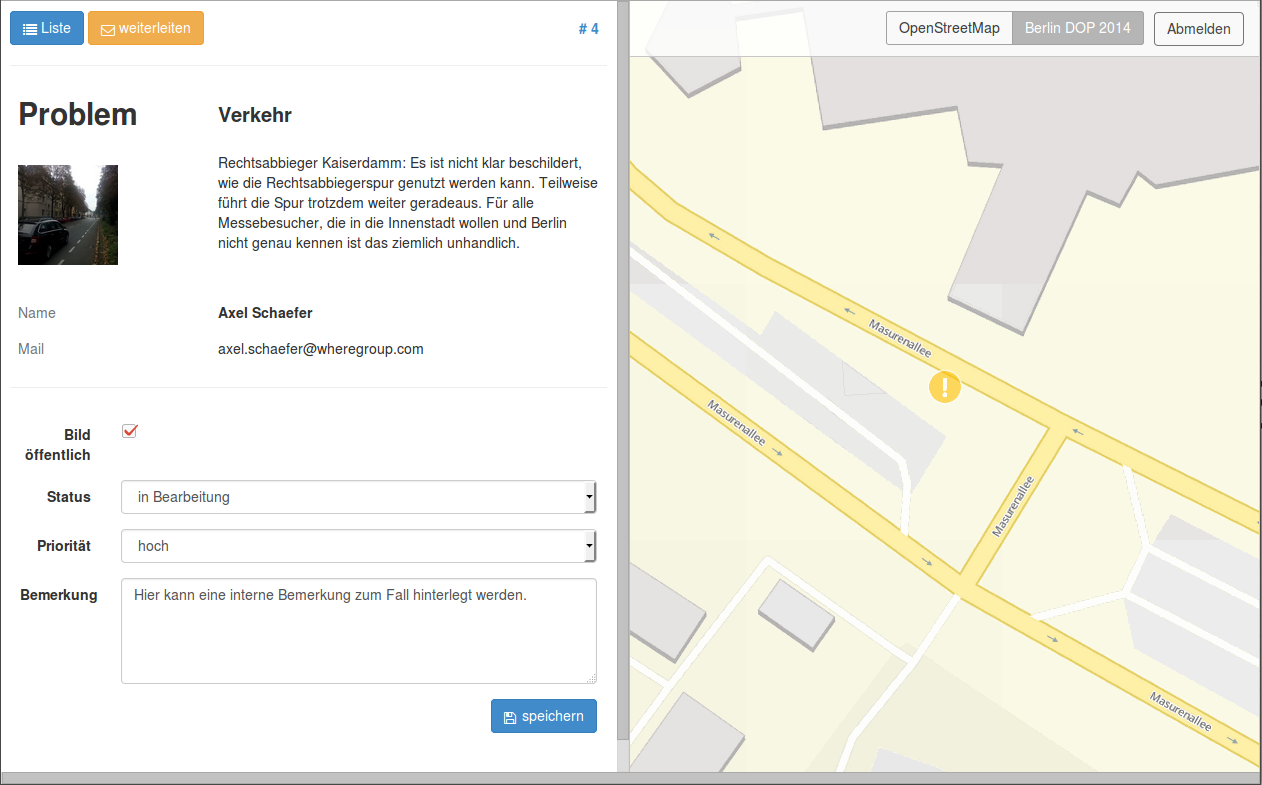 Liste
weiterleiten
# 4
OpenStreetMap
Berlin DOP 2014
Abmelden
Problem
Verkehr
Rechtsabbieger Kaiserdamm: Es ist nicht klar beschildert,
wie die Rechtsabbiegerspur genutzt werden kann. Teilweise
führt die Spur trotzdem weiter geradeaus. Für alle
Messebesucher, die in die Innenstadt wollen und Berlin
nicht genau kennen ist das ziemlich unhandlich.
Name
Axel Schaefer
Mail
axel.schaefer@wheregroup.com
Bild
öffentlich
Status
in Bearbeitung
Priorität
hoch
Bemerkung
Hier kann eine interne Bemerkung zum Fall hinterlegt werden.
speichern
Masurenallee
!
Masurenallee
Masurenallee
Masurenallee